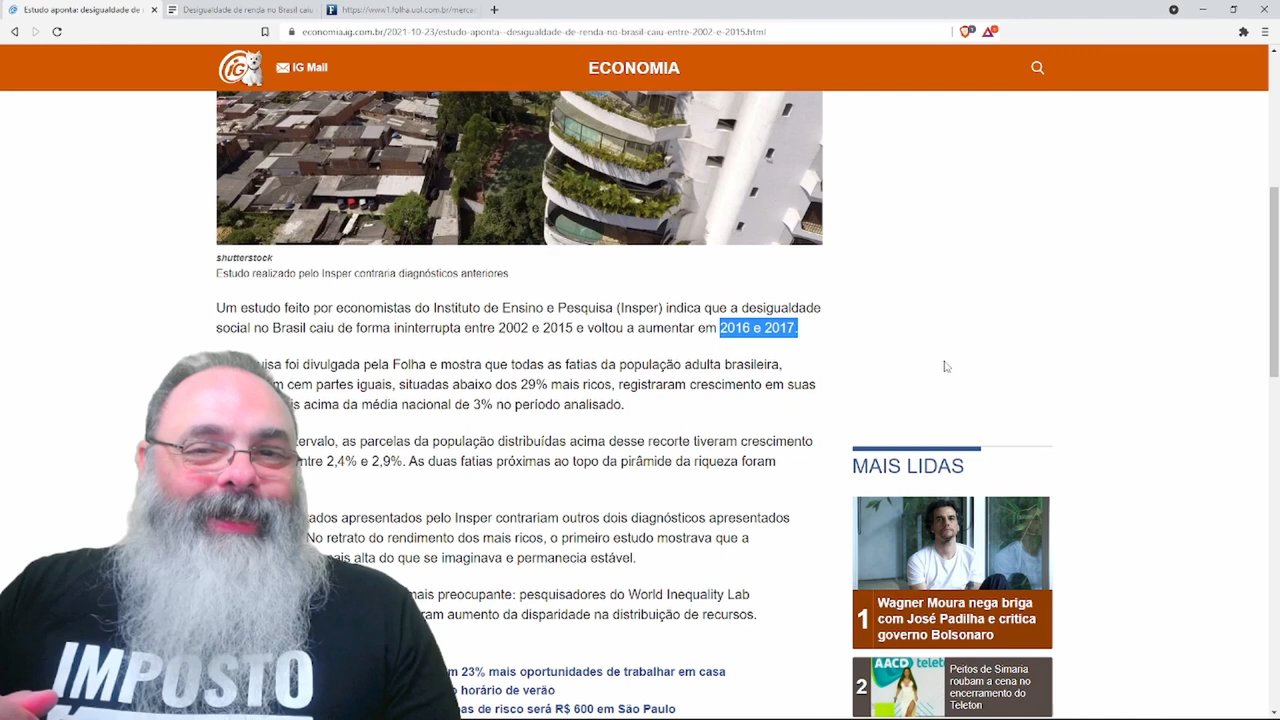 Estudo aponta: desigualdade de
Desigualdade de renda no Brasil caiu
https://www1.folha.uol.com.br/merca
economia.ig.com.br/2021-10-23/estudo-aponta--desigualdade-de-renda-no-brasil-caiu-entre-2002-e-2015.html
iG
IG Mail
ECONOMIA
shutterstock
Estudo realizado pelo Insper contraria diagnósticos anteriores
Um estudo feito por economistas do Instituto de Ensino e Pesquisa (Insper) indica que a desigualdade
social no Brasil caiu de forma ininterrupta entre 2002 e 2015 e voltou a aumentar em 2016 e 2017.
isa foi divulgada pela Folha e mostra que todas as fatias da população adulta brasileira,
m cem partes iguais, situadas abaixo dos 29% mais ricos, registraram crescimento em suas
is acima da média nacional de 3% no período analisado.
tervalo, as parcelas da população distribuídas acima desse recorte tiveram crescimento
ntre 2,4% e 2,9%. As duas fatias próximas ao topo da pirâmide da riqueza foram
ados apresentados pelo Insper contrariam outros dois diagnósticos apresentados
No retrato do rendimento dos mais ricos, o primeiro estudo mostrava que a
ais alta do que se imaginava e permanecia estável.
mais preocupante: pesquisadores do World Inequality Lab
ram aumento da disparidade na distribuição de recursos.
m 23% mais oportunidades de trabalhar em casa
o horário de verão
as de risco será R$ 600 em São Paulo
MAIS LIDAS
1
Wagner Moura nega briga
com José Padilha e critica
governo Bolsonaro
2
AACD telet
Peitos de Simaria
roubam a cena no
encerramento do
Teleton
IMPOSTO